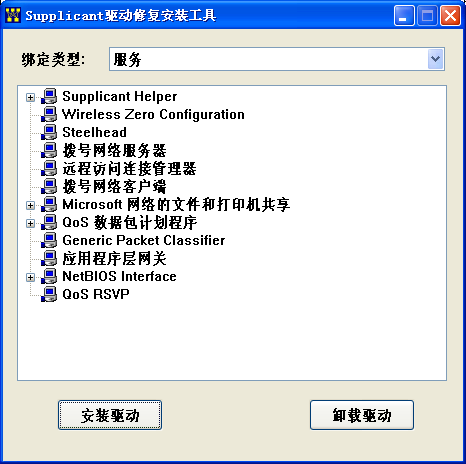 Supplicant驱动修复安装工具
绑定类型: 服务
Supplicant Helper
Wireless Zero Configuration
Steelhead
拨号网络服务器
远程访问连接管理器
拨号网络客户端
Microsoft 网络的文件和打印机共享
QoS 数据包计划程序
Generic Packet Classifier
应用程序层网关
NetBIOS Interface
QoS RSVP
安装驱动 卸载驱动